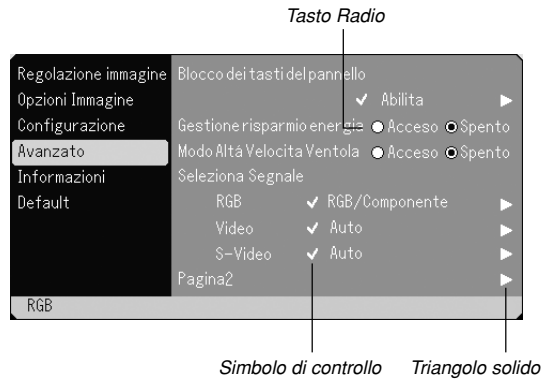 Tasto Radio
Regolazione immagine Blocco dei tasti del pannello
Opzioni Immagine ✓ Abilita ▶
Configurazione Gestione risparmio energia Acceso Spento
Avanzato Modo Altá Velocita Ventola Acceso Spento
Informazioni Seleziona Segnale
Default RGB ✓ RGB/Componente ▶
Video ✓ Auto ▶
S-Video ✓ Auto ▶
Pagina2 ▶
RGB
Simbolo di controllo Triangolo solido